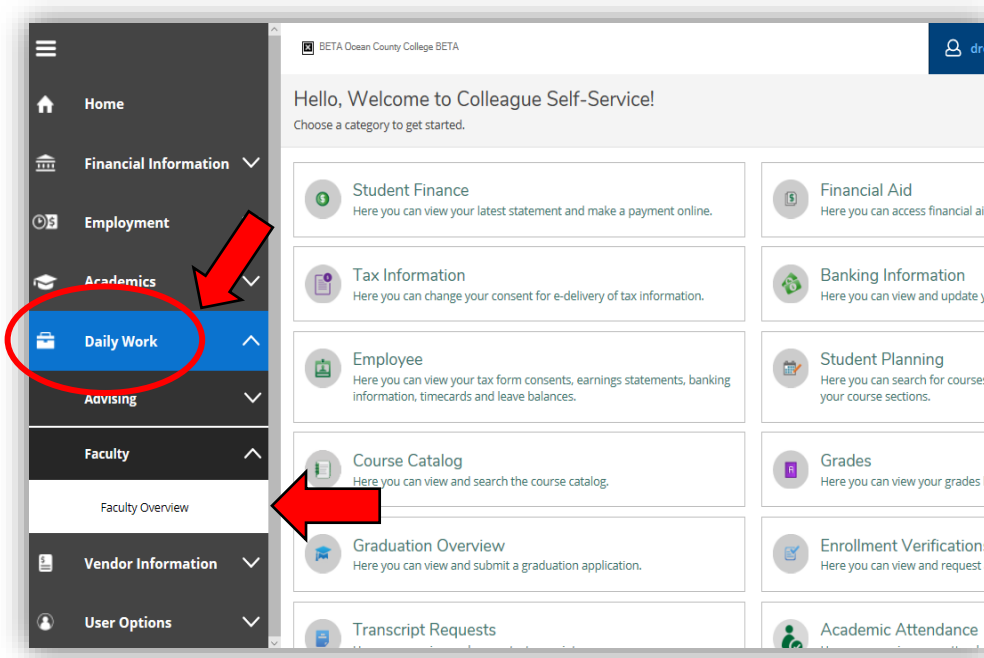 BETA Ocean County College BETA
Home
Financial Information
Employment
Academics
Daily Work
Advising
Faculty
Faculty Overview
Vendor Information
User Options
Hello, Welcome to Colleague Self-Service!
Choose a category to get started.
Student Finance
Here you can view your latest statement and make a payment online.
Financial Aid
Here you can access financial
Tax Information
Here you can change your consent for e-delivery of tax information.
Banking Information
Here you can view and update
Employee
Here you can view your tax form consents, earnings statements, banking
information, timecards and leave balances.
Student Planning
Here you can search for courses
your course sections.
Course Catalog
Here you can view and search the course catalog.
Grades
Here you can view your grades
Graduation Overview
Here you can view and submit a graduation application.
Enrollment Verifications
Here you can view and request
Transcript Requests
Academic Attendance